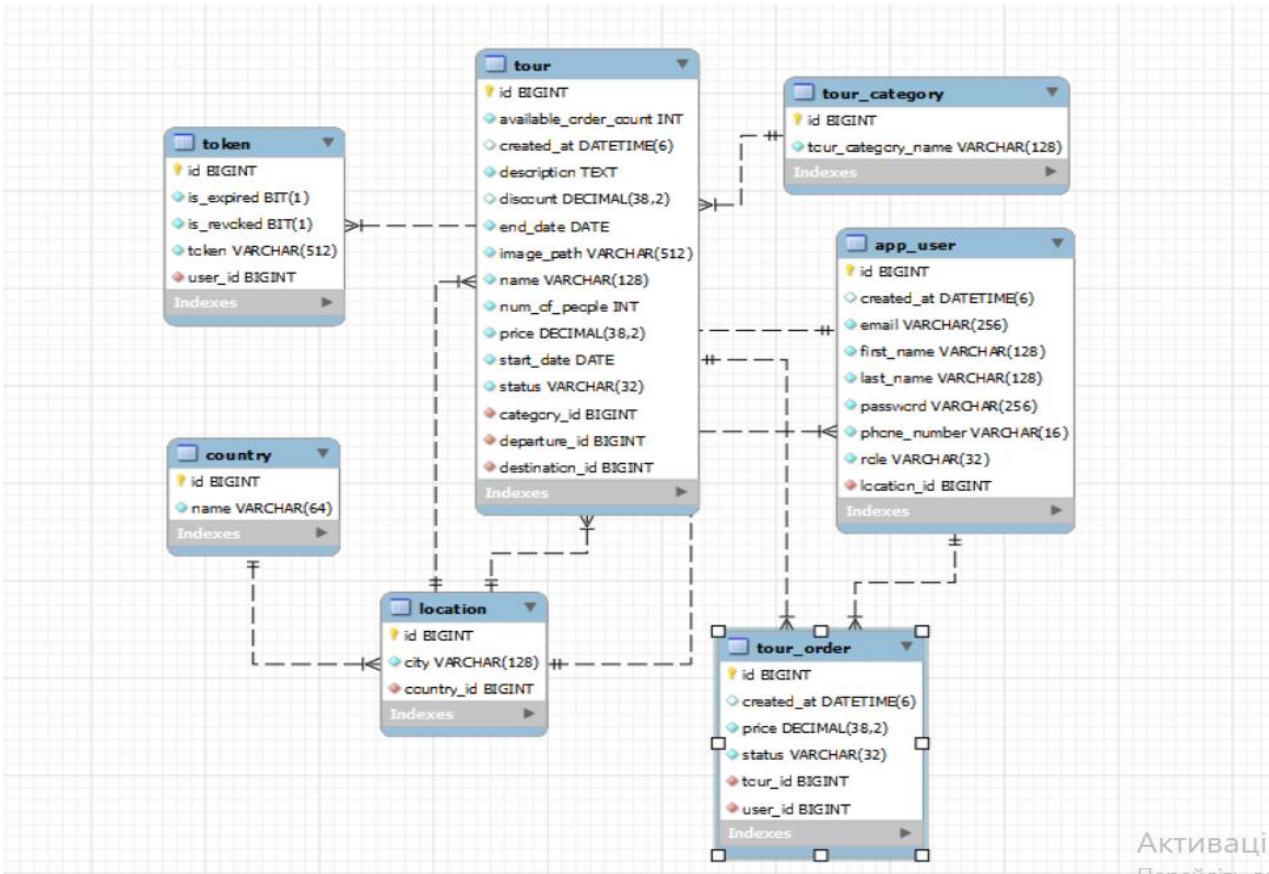 tour
id BIGINT
available_order_count INT
created_at DATETIME(6)
description TEXT
discount DECIMAL(38,2)
end_date DATE
image_path VARCHAR(512)
name VARCHAR(128)
num_of_people INT
price DECIMAL(38,2)
start_date DATE
status VARCHAR(32)
category_id BIGINT
departure_id BIGINT
destination_id BIGINT
Indexes
tour_category
id BIGINT
tour_category_name VARCHAR(128)
Indexes
token
id BIGINT
is_expired BIT(1)
is_revoked BIT(1)
token VARCHAR(512)
user_id BIGINT
Indexes
app_user
id BIGINT
created_at DATETIME(6)
email VARCHAR(256)
first_name VARCHAR(128)
last_name VARCHAR(128)
password VARCHAR(256)
phone_number VARCHAR(16)
role VARCHAR(32)
location_id BIGINT
Indexes
country
id BIGINT
name VARCHAR(64)
Indexes
location
id BIGINT
city VARCHAR(128)
country_id BIGINT
Indexes
tour_order
id BIGINT
created_at DATETIME(6)
price DECIMAL(38,2)
status VARCHAR(32)
tour_id BIGINT
user_id BIGINT
Indexes
Активаці